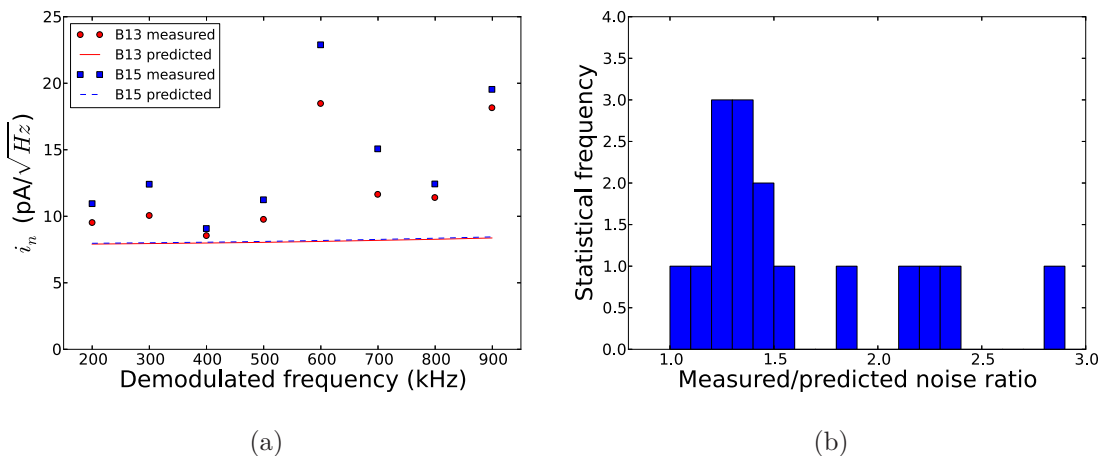 25
20
15
10
5
0
i_n (pA/√Hz)
B13 measured
B13 predicted
B15 measured
B15 predicted
200 300 400 500 600 700 800 900
Demodulated frequency (kHz)
(a)
4.0
3.5
3.0
2.5
2.0
1.5
1.0
0.5
0.0
Statistical frequency
1.0 1.5 2.0 2.5 3.0
Measured/predicted noise ratio
(b)